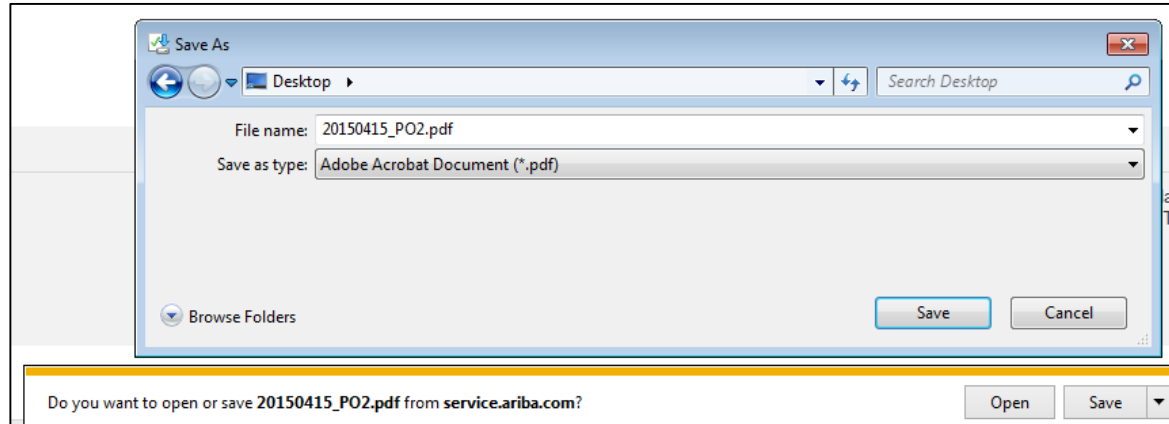 Save As
Desktop
Search Desktop
File name: 20150415_PO2.pdf
Save as type: Adobe Acrobat Document (*.pdf)
Browse Folders
Save Cancel
Do you want to open or save 20150415_PO2.pdf from service.ariba.com?
Open Save